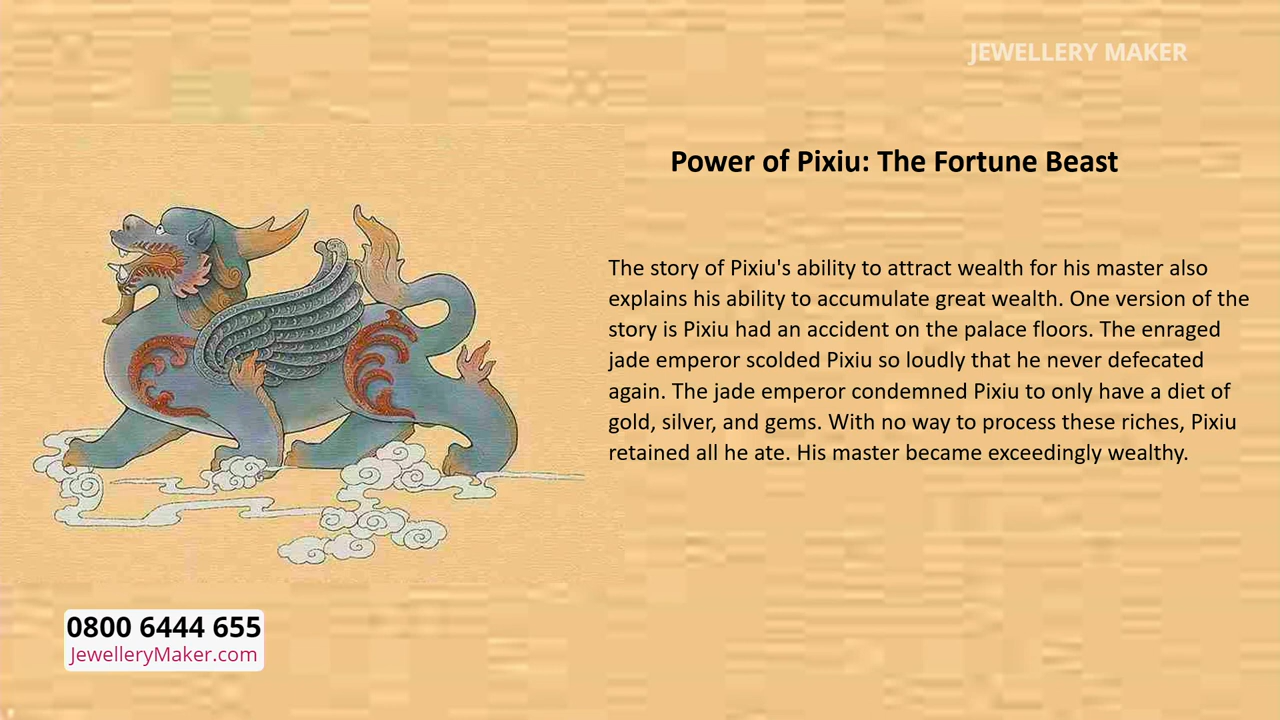 JEWELLERY MAKER
Power of Pixiu: The Fortune Beast
The story of Pixiu's ability to attract wealth for his master also
explains his ability to accumulate great wealth. One version of the
story is Pixiu had an accident on the palace floors. The enraged
jade emperor scolded Pixiu so loudly that he never defecated
again. The jade emperor condemned Pixiu to only have a diet of
gold, silver, and gems. With no way to process these riches, Pixiu
retained all he ate. His master became exceedingly wealthy.
0800 6444 655
JewelleryMaker.com